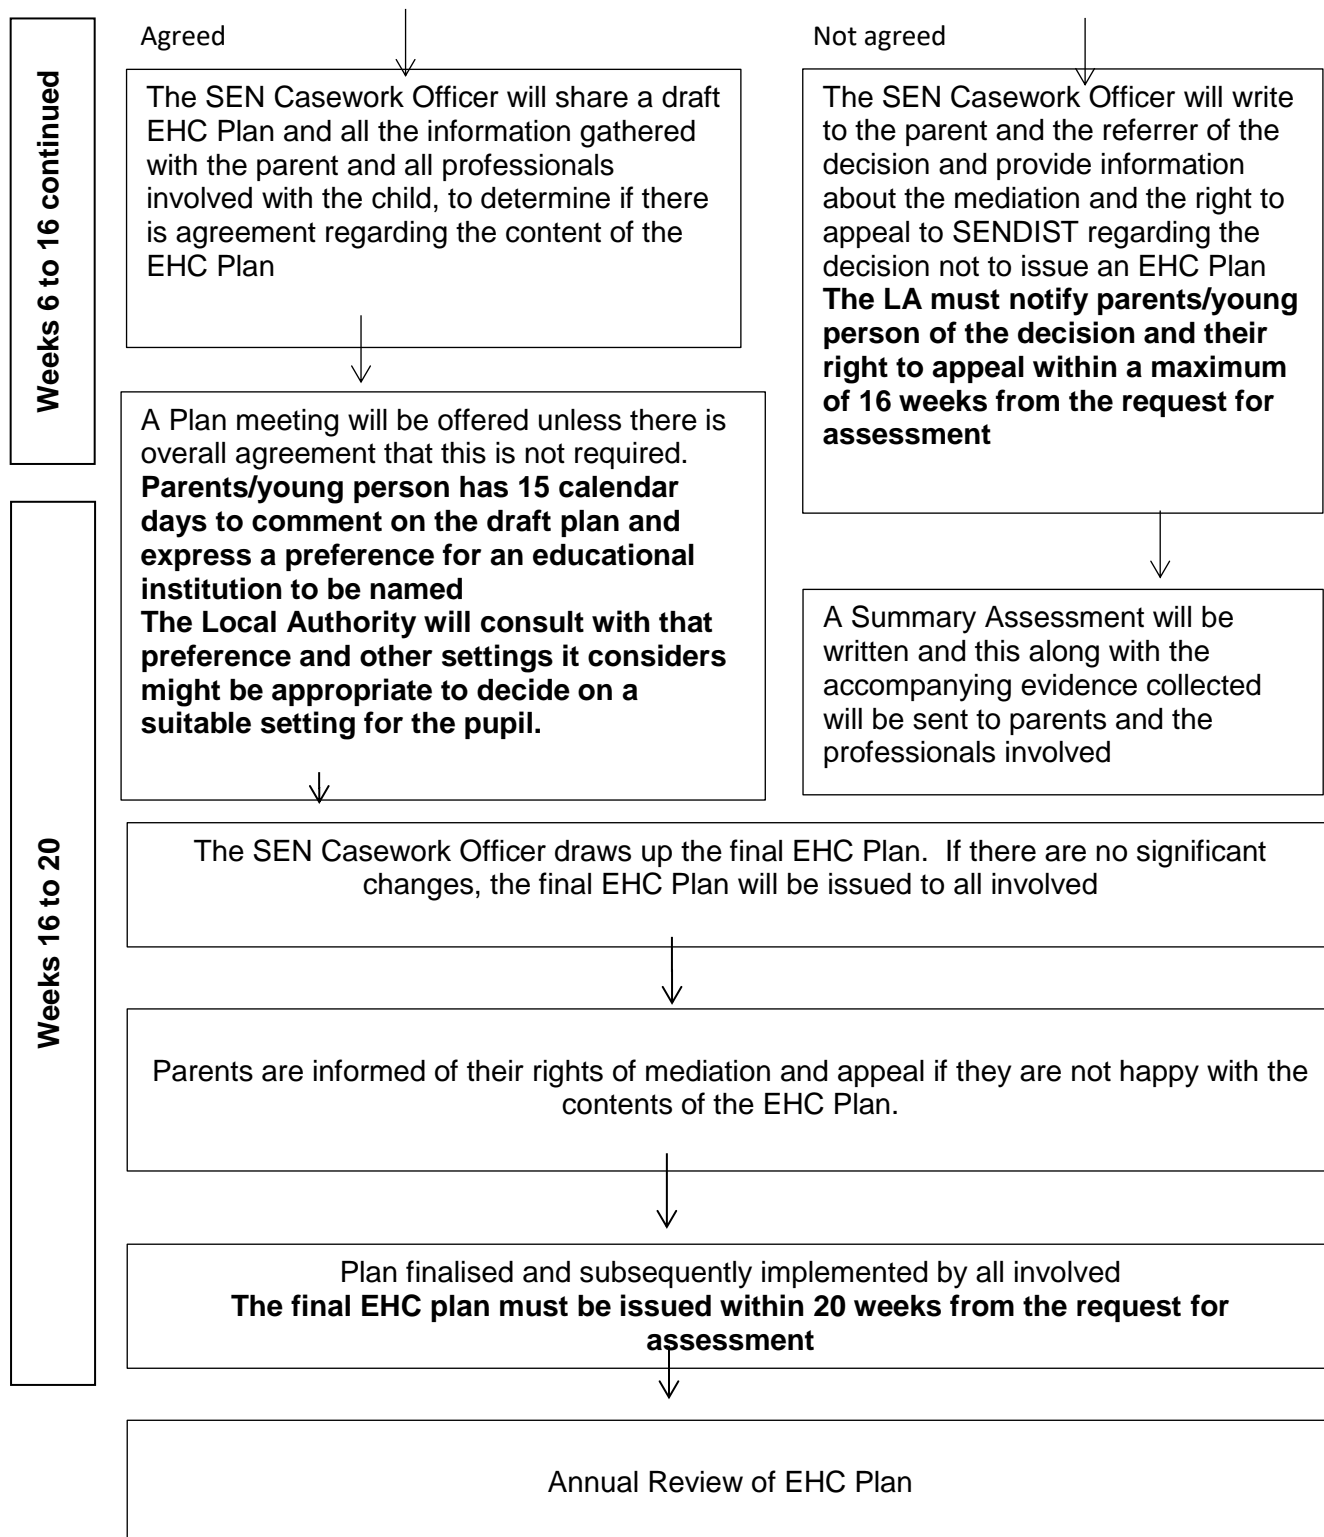 Weeks 6 to 16 continued
Agreed
The SEN Casework Officer will share a draft
EHC Plan and all the information gathered
with the parent and all professionals
involved with the child, to determine if there
is agreement regarding the content of the
EHC Plan
Not agreed
The SEN Casework Officer will write
to the parent and the referrer of the
decision and provide information
about the mediation and the right to
appeal to SENDIST regarding the
decision not to issue an EHC Plan
The LA must notify parents/young
person of the decision and their
right to appeal within a maximum
of 16 weeks from the request for
assessment
A Plan meeting will be offered unless there is
overall agreement that this is not required.
Parents/young person has 15 calendar
days to comment on the draft plan and
express a preference for an educational
institution to be named
The Local Authority will consult with that
preference and other settings it considers
might be appropriate to decide on a
suitable setting for the pupil.
A Summary Assessment will be
written and this along with the
accompanying evidence collected
will be sent to parents and the
professionals involved
Weeks 16 to 20
The SEN Casework Officer draws up the final EHC Plan.  If there are no significant
changes, the final EHC Plan will be issued to all involved
Parents are informed of their rights of mediation and appeal if they are not happy with the
contents of the EHC Plan.
Plan finalised and subsequently implemented by all involved
The final EHC plan must be issued within 20 weeks from the request for
assessment
Annual Review of EHC Plan